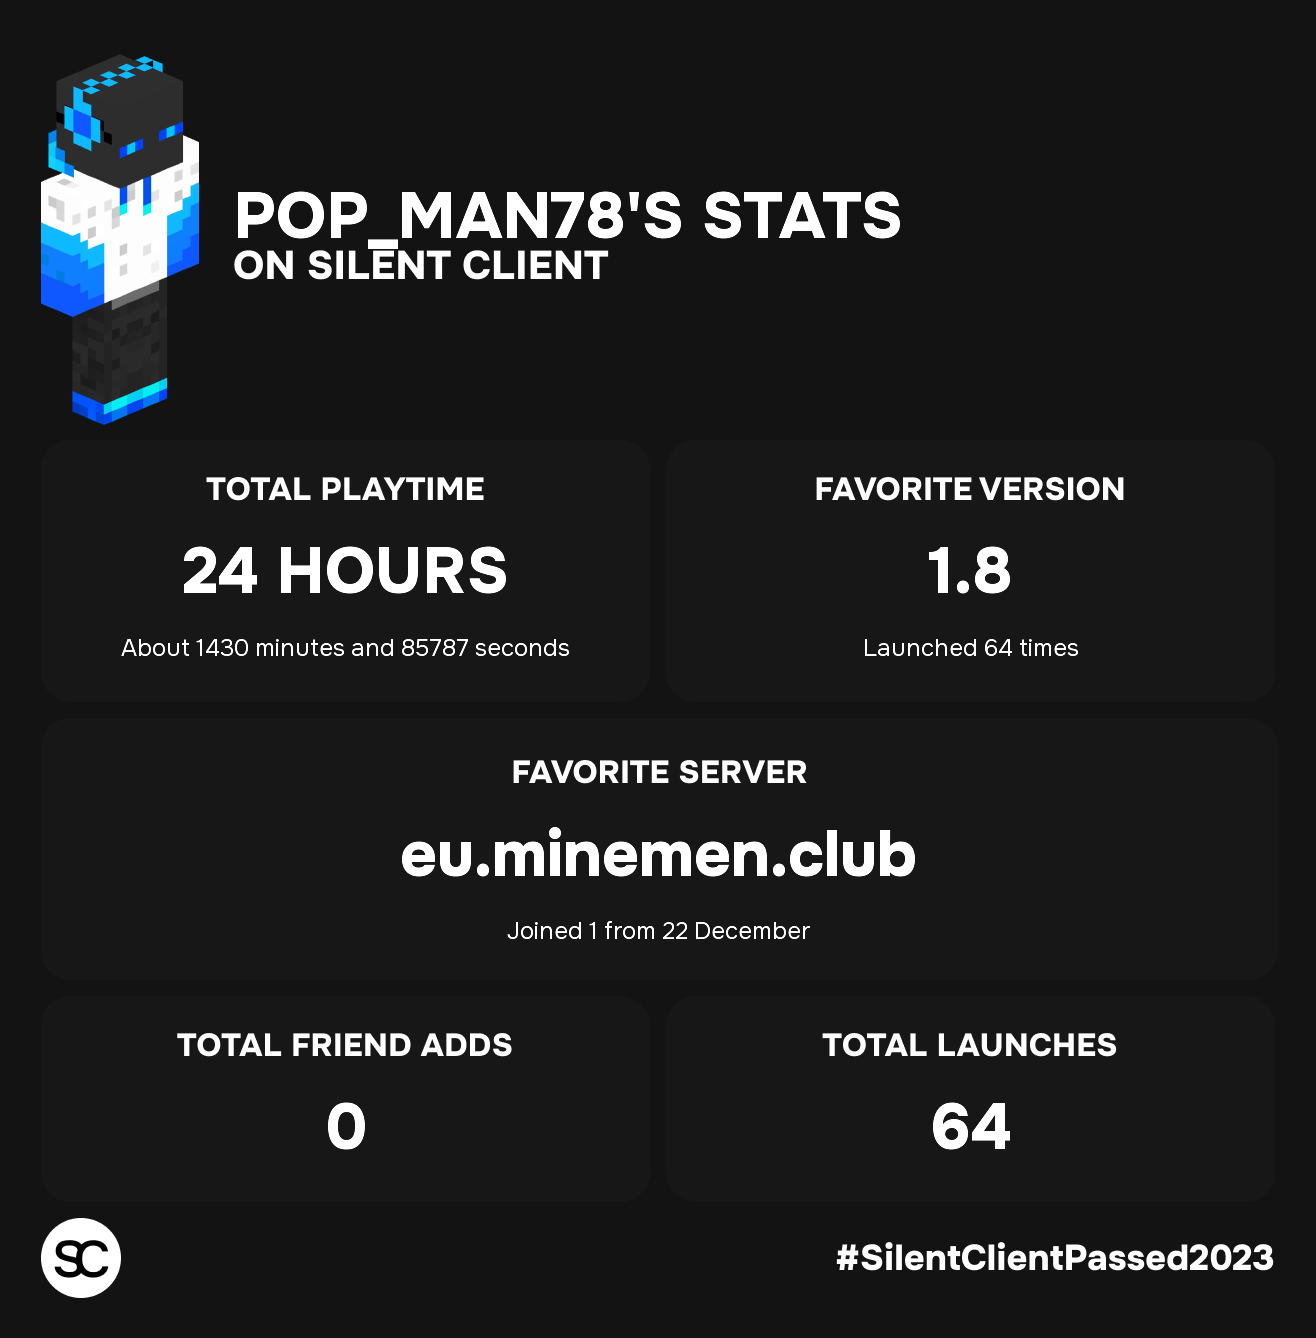 POP_MAN78'S STATS
ON SILENT CLIENT
TOTAL PLAYTIME
24 HOURS
About 1430 minutes and 85787 seconds
FAVORITE VERSION
1.8
Launched 64 times
FAVORITE SERVER
eu.minemen.club
Joined 1 from 22 December
TOTAL FRIEND ADDS
0
TOTAL LAUNCHES
64
SC
#SilentClientPassed2023